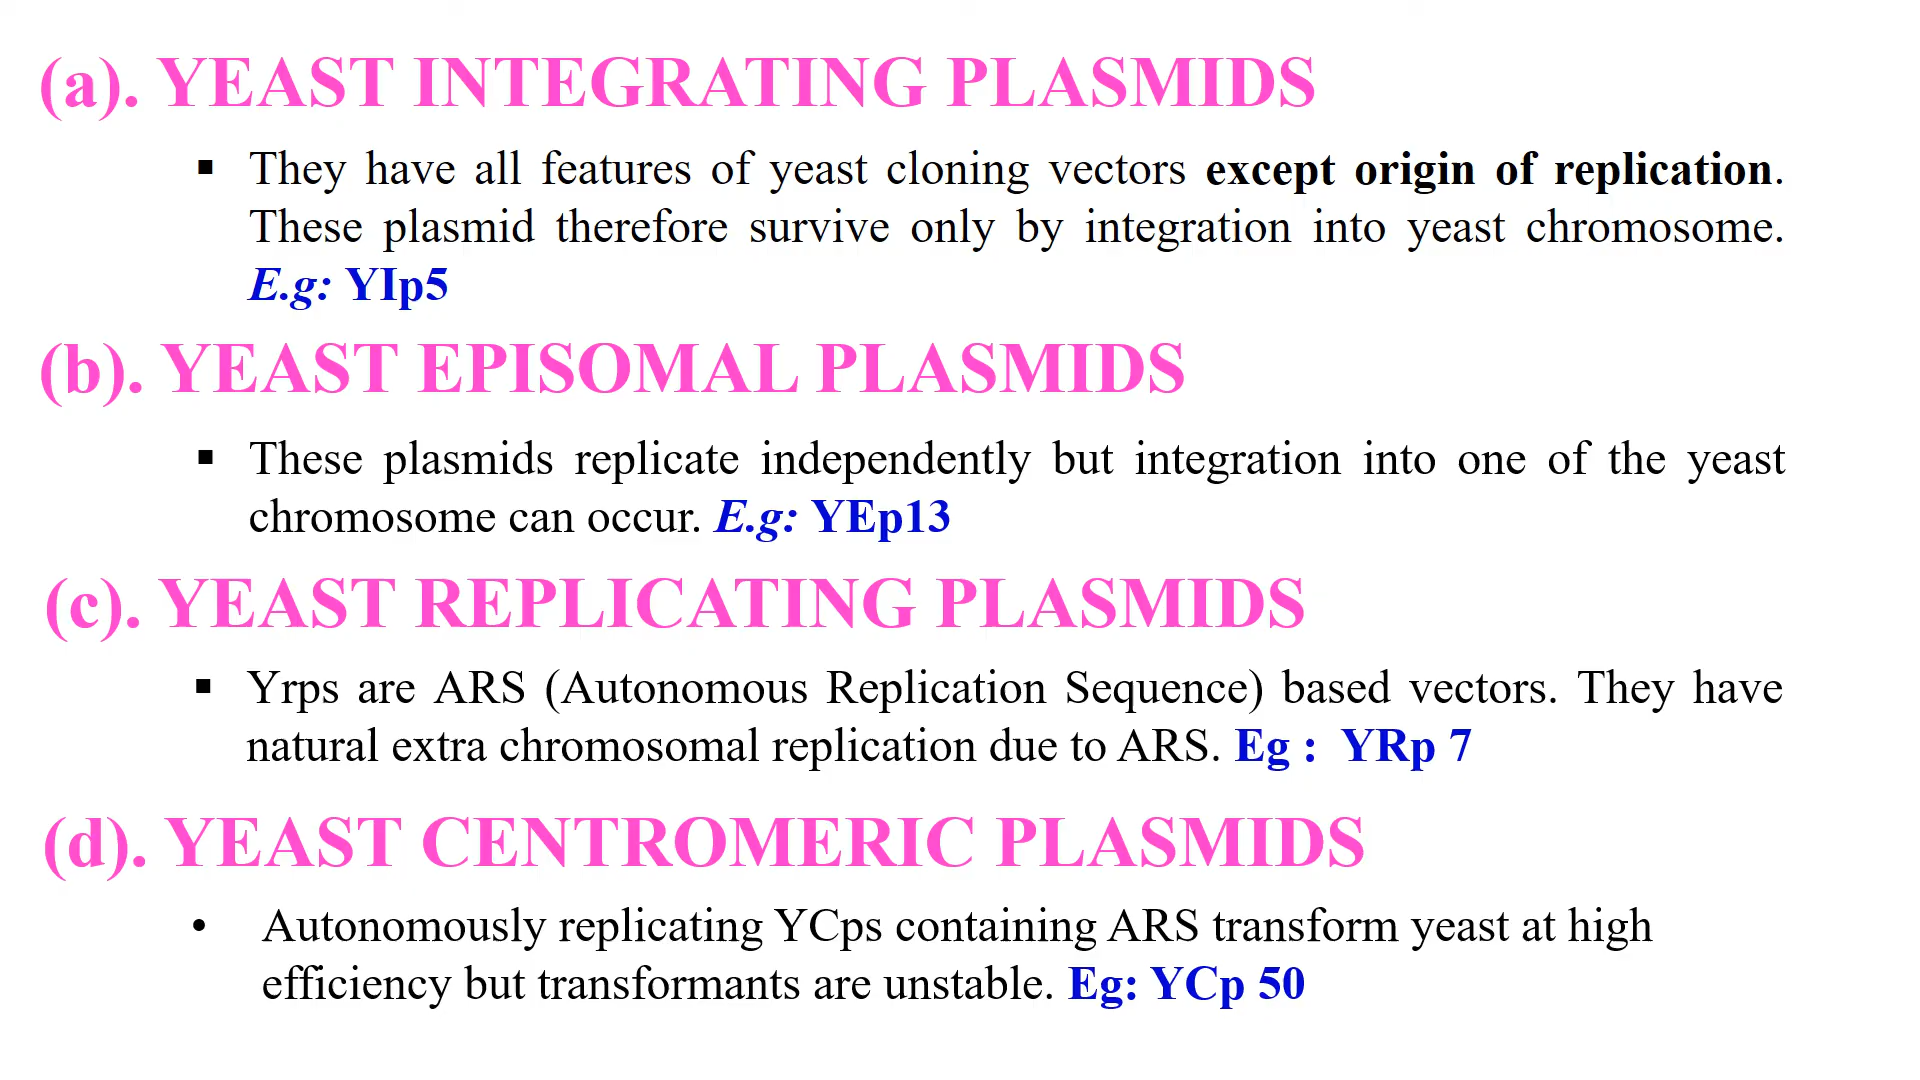 (a). YEAST INTEGRATING PLASMIDS
▪ They have all features of yeast cloning vectors except origin of replication.
These plasmid therefore survive only by integration into yeast chromosome.
E.g: YIp5
(b). YEAST EPISOMAL PLASMIDS
▪ These plasmids replicate independently but integration into one of the yeast
chromosome can occur. E.g: YEp13
(c). YEAST REPLICATING PLASMIDS
▪ Yrps are ARS (Autonomous Replication Sequence) based vectors. They have
natural extra chromosomal replication due to ARS. Eg : YRp 7
(d). YEAST CENTROMERIC PLASMIDS
• Autonomously replicating YCps containing ARS transform yeast at high
efficiency but transformants are unstable. Eg: YCp 50